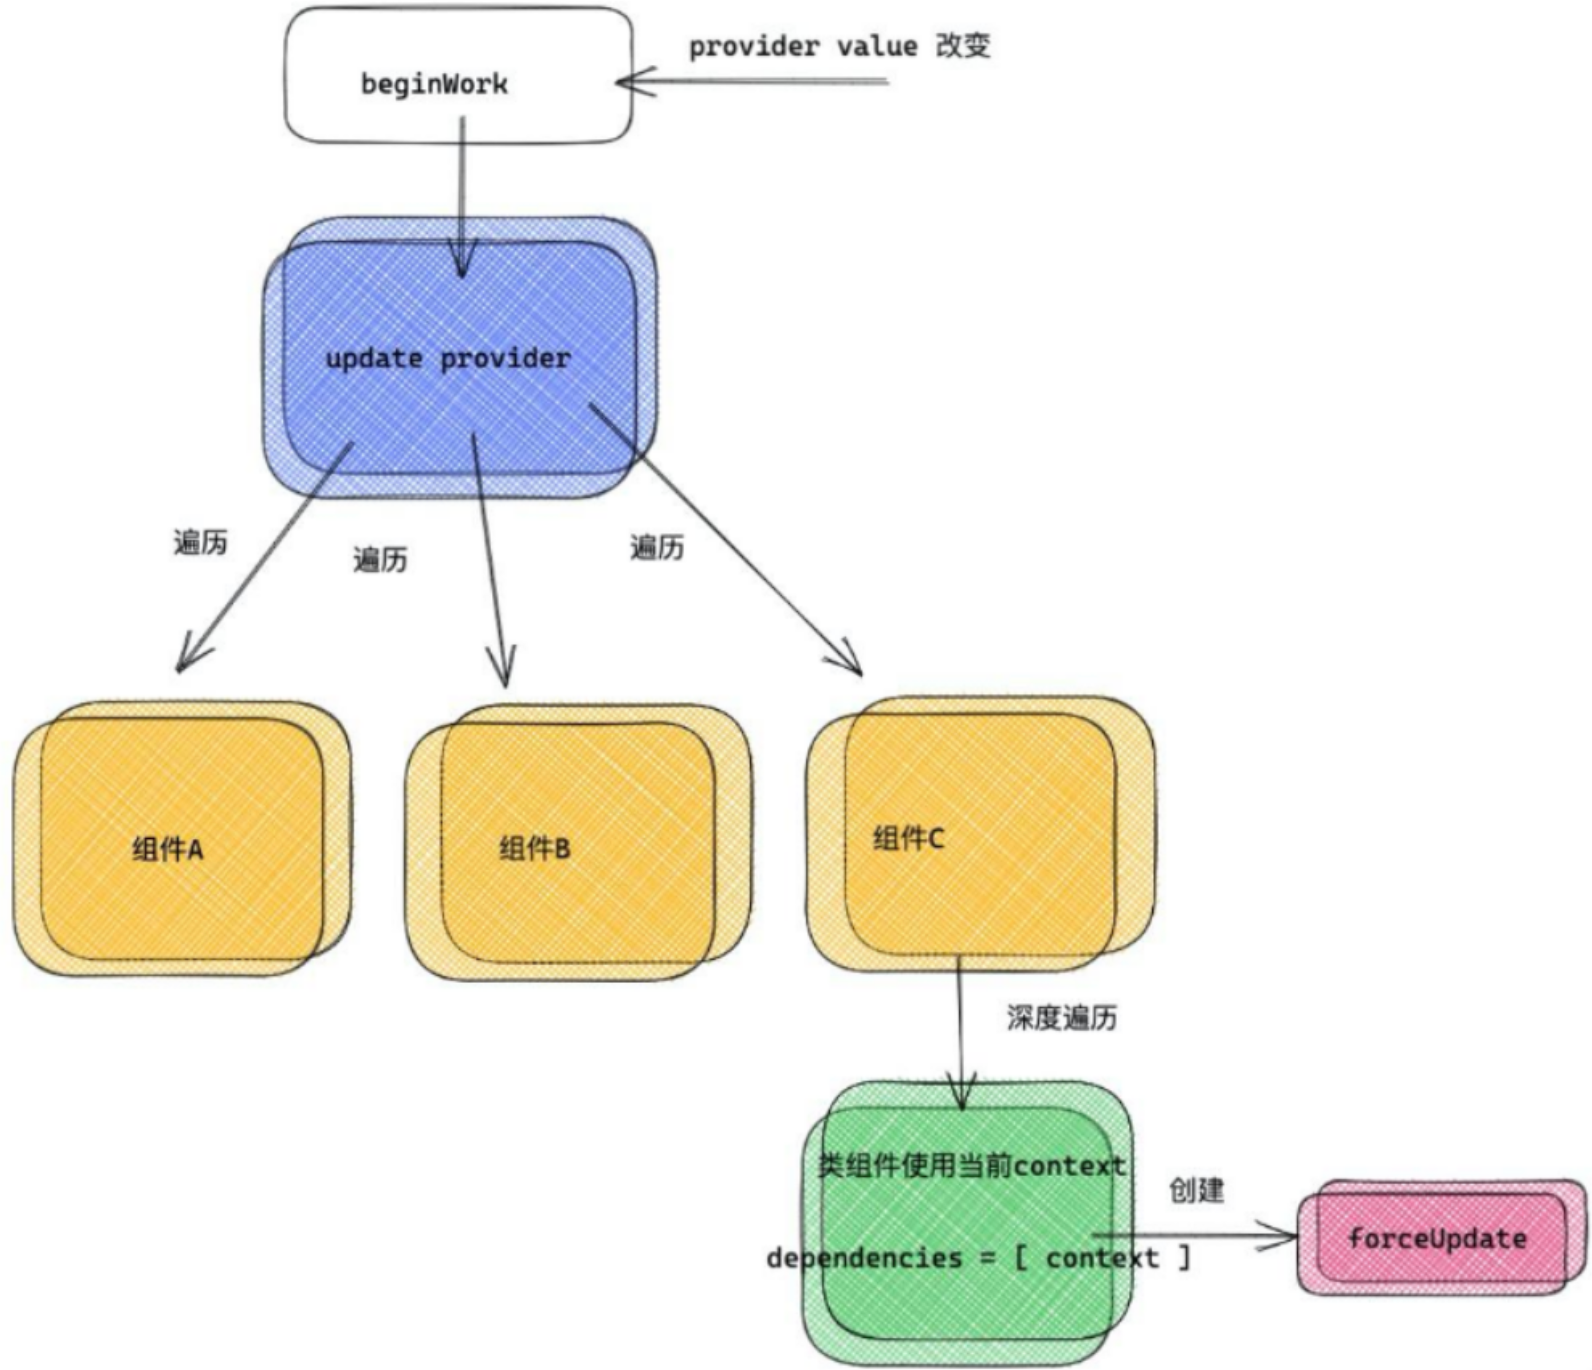 provider value 改变
beginWork
update provider
遍历
遍历
遍历
组件A
组件B
组件C
深度遍历
类组件使用当前context
创建
forceUpdate
dependencies = [ context ]